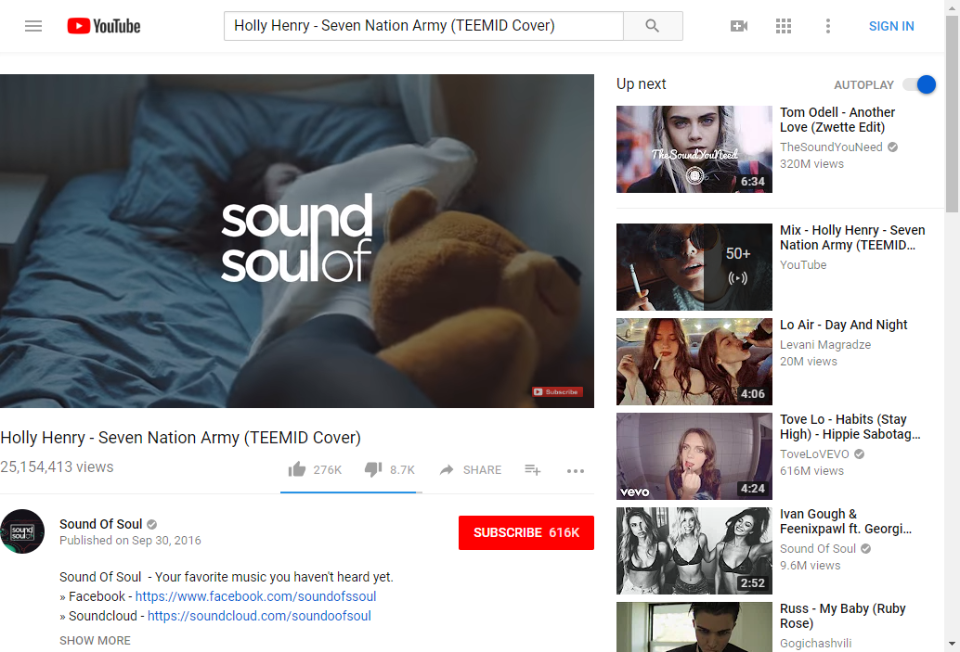 YouTube
Holly Henry - Seven Nation Army (TEEMID Cover)
SIGN IN
sound
soulof
Subscribe
Holly Henry - Seven Nation Army (TEEMID Cover)
25,154,413 views
276K
8.7K
SHARE
Sound Of Soul
Published on Sep 30, 2016
SUBSCRIBE 616K
Sound Of Soul - Your favorite music you haven't heard yet.
» Facebook - https://www.facebook.com/soundofssoul
» Soundcloud - https://soundcloud.com/soundoofsoul
SHOW MORE
Up next
AUTOPLAY
TheSoundYouNeed
6:34
Tom Odell - Another
Love (Zwette Edit)
TheSoundYouNeed
320M views
50+
Mix - Holly Henry - Seven
Nation Army (TEEMID...
YouTube
4:06
Lo Air - Day And Night
Levani Magradze
20M views
vevo
4:24
Tove Lo - Habits (Stay
High) - Hippie Sabotag...
ToveLoVEVO
616M views
2:52
Ivan Gough &
Feenixpawl ft. Georgi...
Sound Of Soul
9.6M views
Russ - My Baby (Ruby
Rose)
Gogichashvili